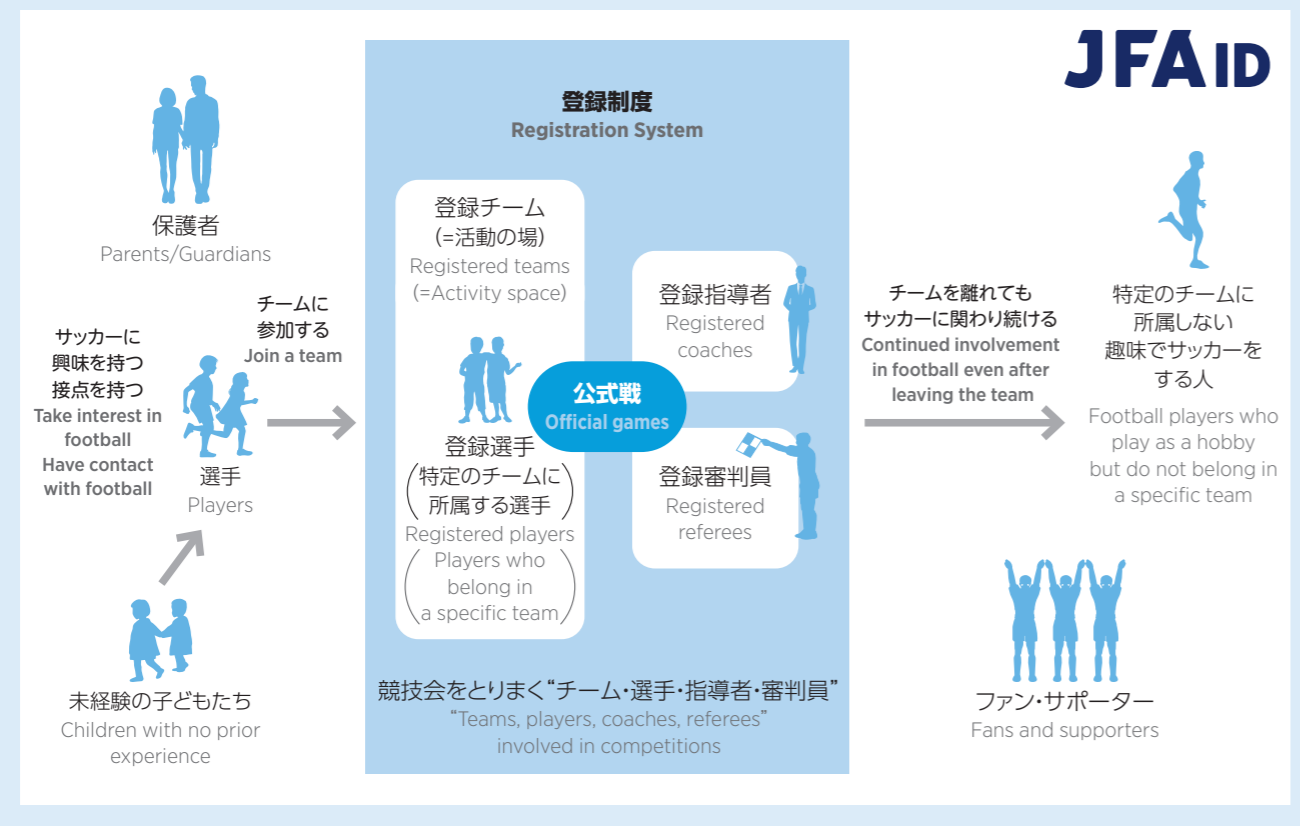 JFA ID
保護者
Parents/Guardians
サッカーに
興味を持つ
接点を持つ
Take interest in
football
Have contact
with football
チームに
参加する
Join a team
選手
Players
未経験の子どもたち
Children with no prior
experience
登録制度
Registration System
登録チーム
(=活動の場)
Registered teams
(=Activity space)
登録選手
(特定のチームに
所属する選手)
Registered players
(Players who
belong in
a specific team)
公式戦
Official games
登録指導者
Registered
coaches
登録審判員
Registered
referees
競技会をとりまく“チーム・選手・指導者・審判員”
“Teams, players, coaches, referees”
involved in competitions
チームを離れても
サッカーに関わり続ける
Continued involvement
in football even after
leaving the team
特定のチームに
所属しない
趣味でサッカーを
する人
Football players who
play as a hobby
but do not belong in
a specific team
ファン・サポーター
Fans and supporters